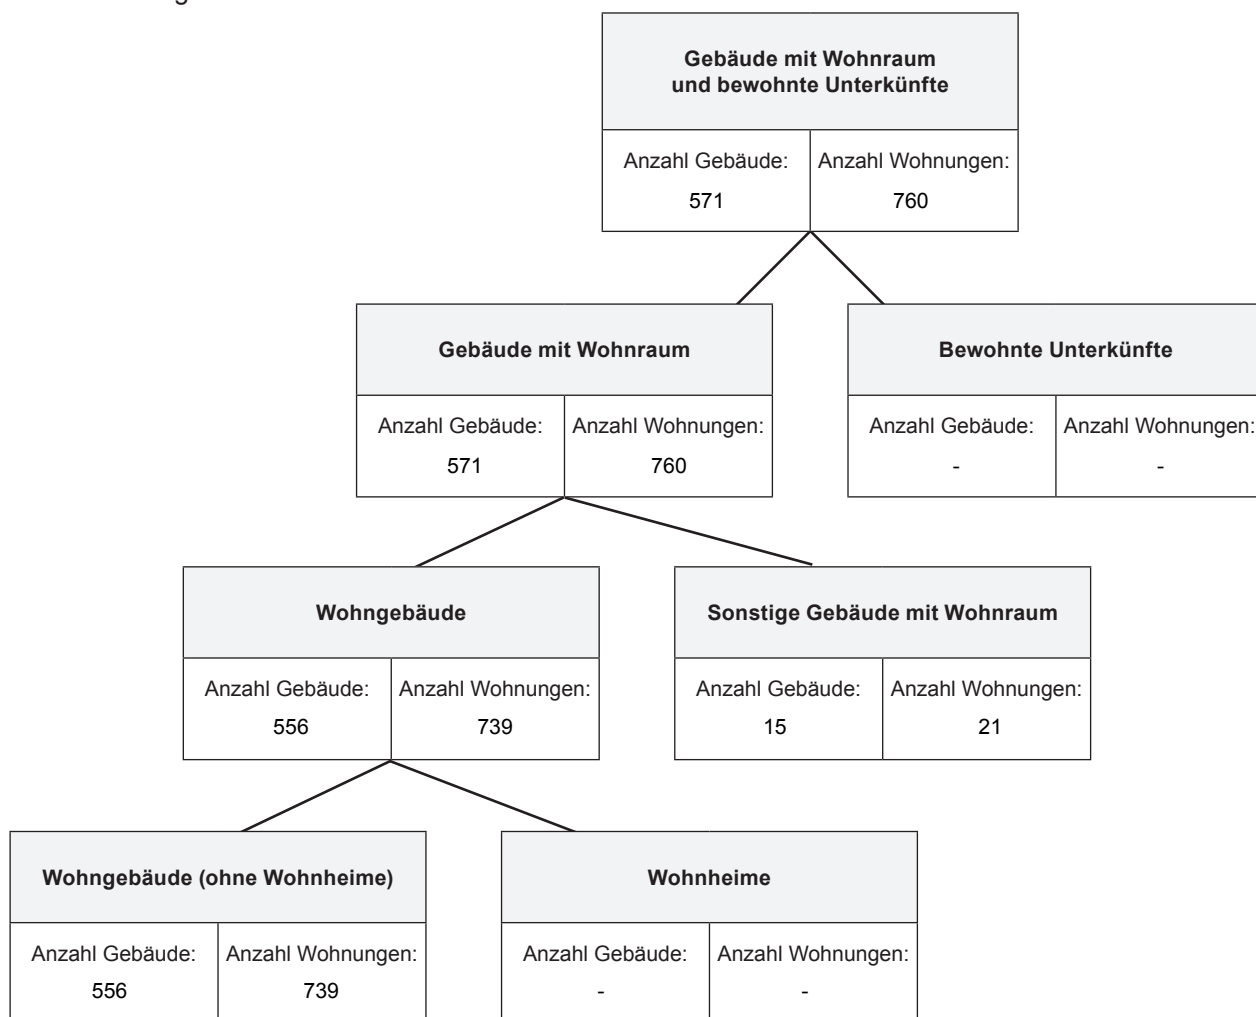 Gebäude mit Wohnraum
und bewohnte Unterkünfte
Anzahl Gebäude: Anzahl Wohnungen:
571 760
Gebäude mit Wohnraum Bewohnte Unterkünfte
Anzahl Gebäude: Anzahl Wohnungen: Anzahl Gebäude: Anzahl Wohnungen:
571 760 - -
Wohngebäude Sonstige Gebäude mit Wohnraum
Anzahl Gebäude: Anzahl Wohnungen: Anzahl Gebäude: Anzahl Wohnungen:
556 739 15 21
Wohngebäude (ohne Wohnheime) Wohnheime
Anzahl Gebäude: Anzahl Wohnungen: Anzahl Gebäude: Anzahl Wohnungen:
556 739 - -